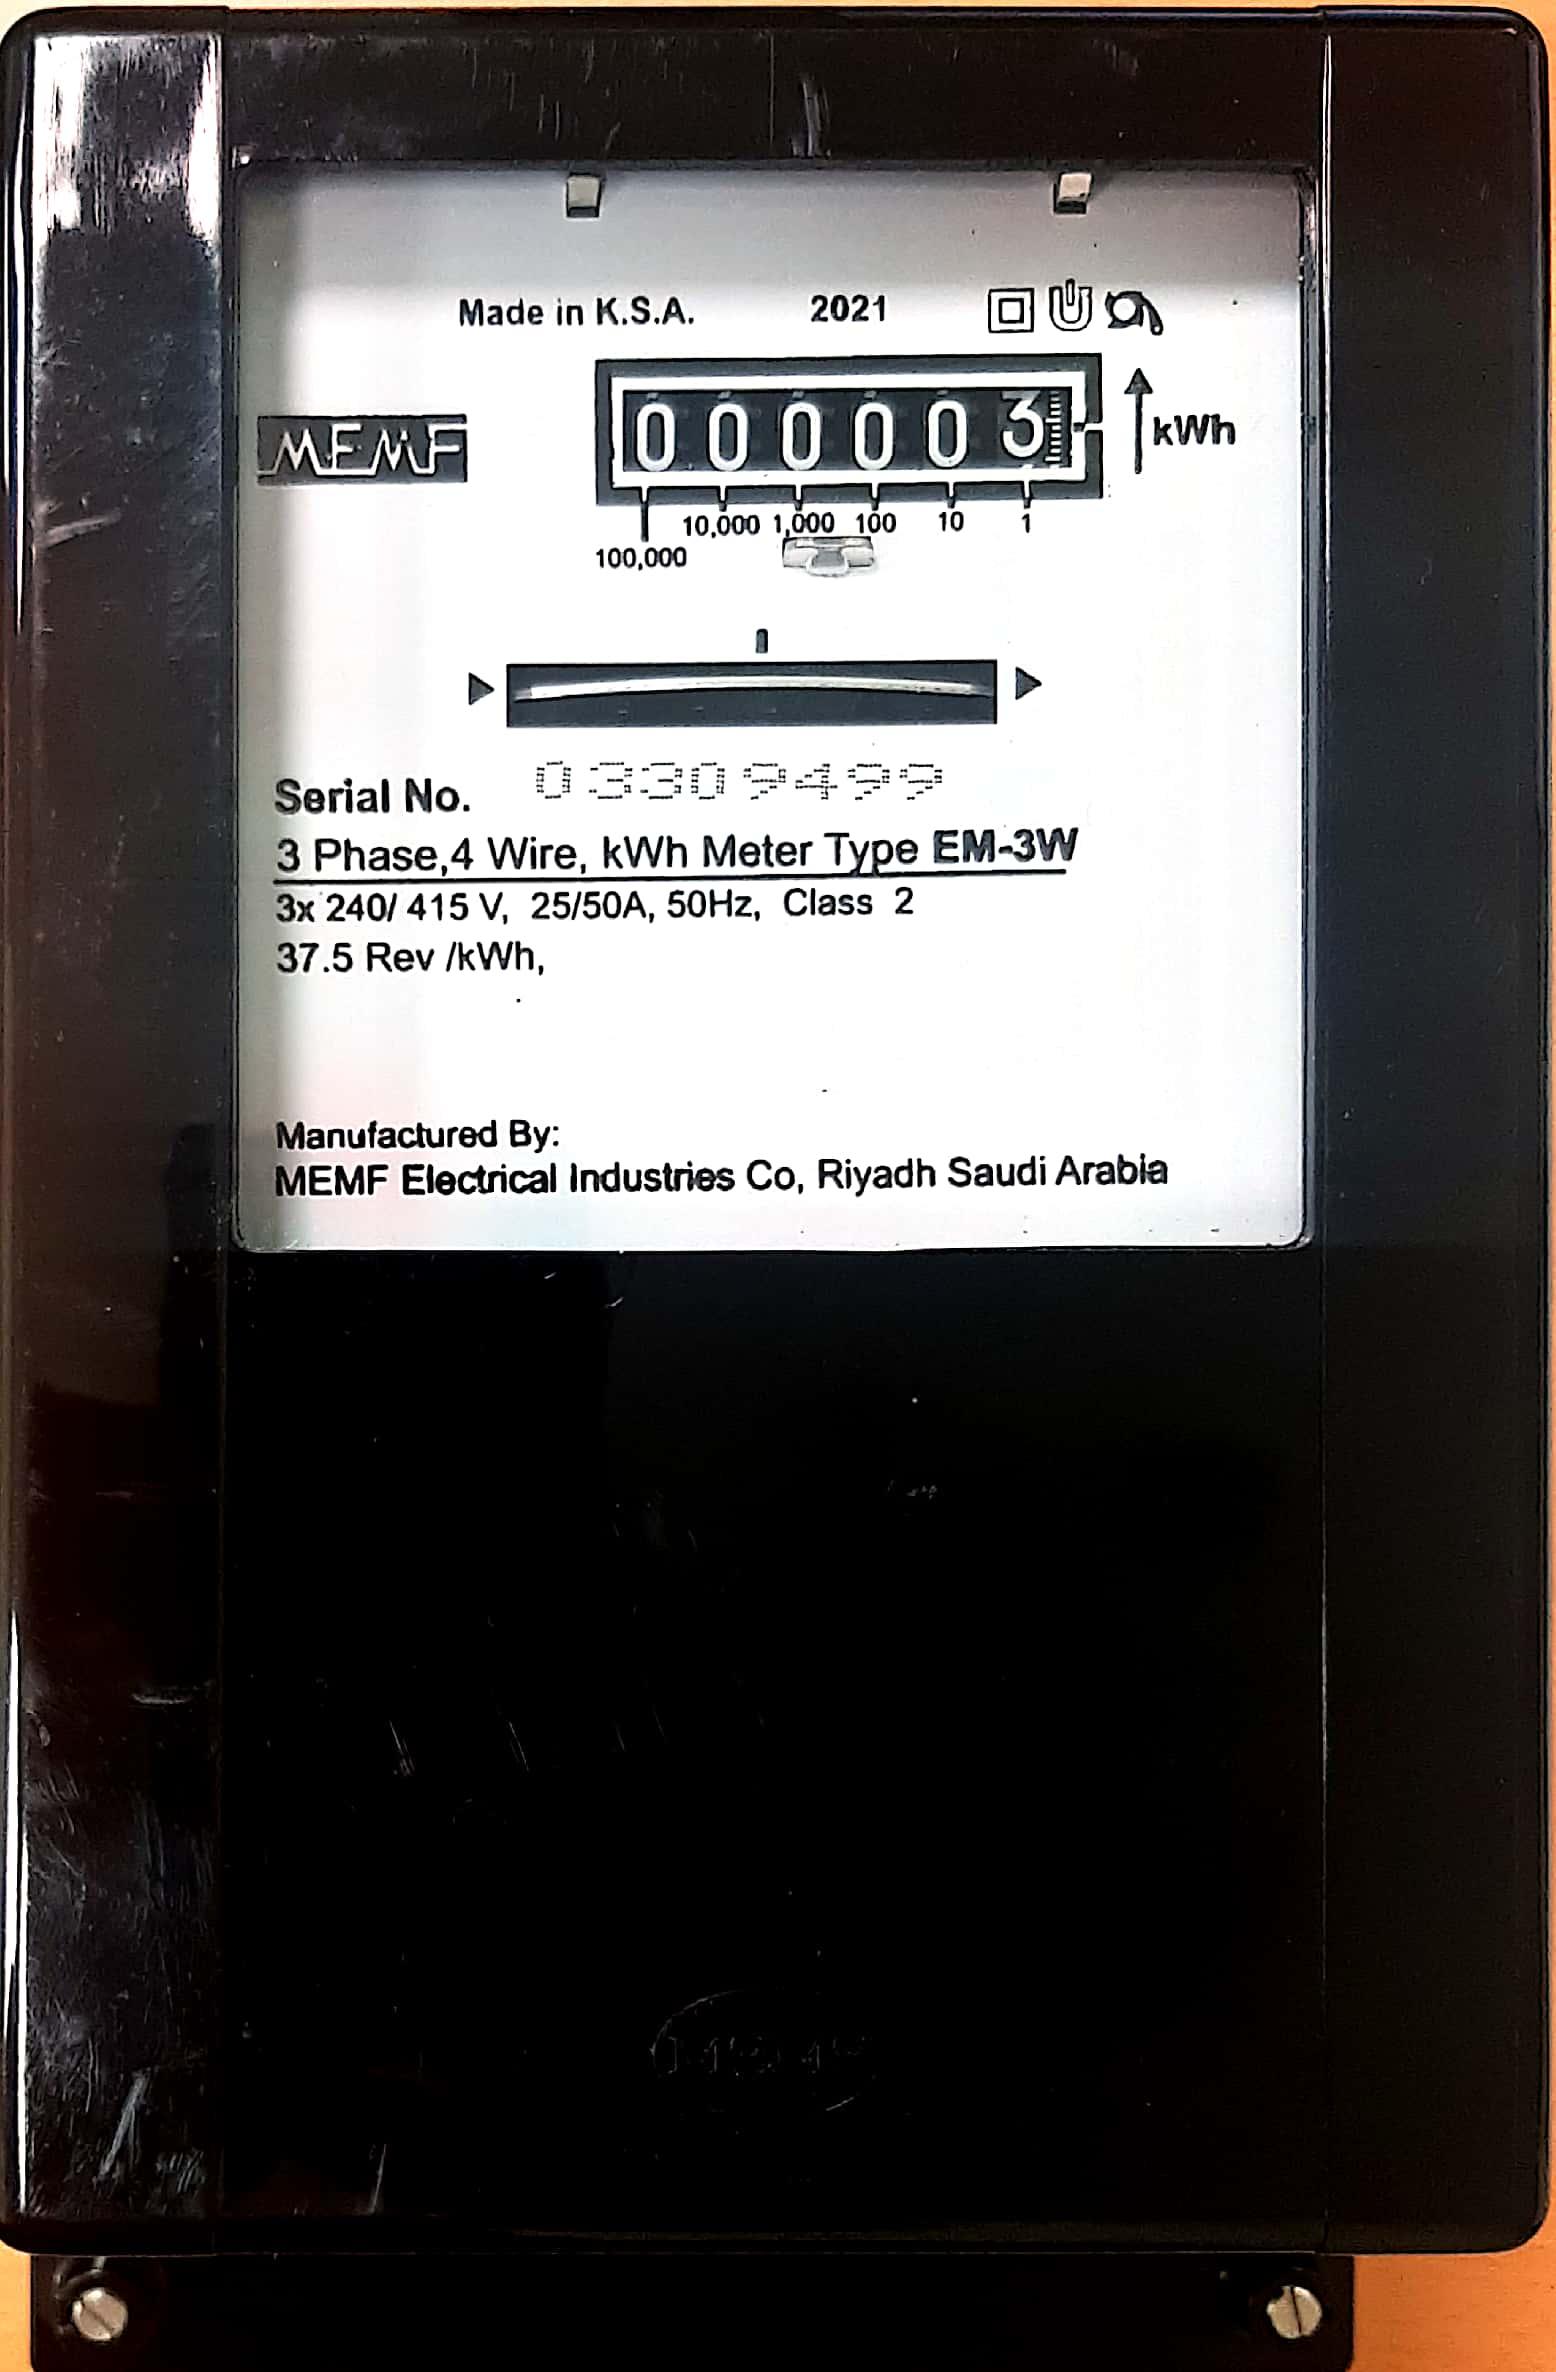 Made in K.S.A. 2021
MEMF
000003 kWh
10,000 1,000 100 10 1
100,000
Serial No. 03309499
3 Phase,4 Wire, kWh Meter Type EM-3W
3x 240/ 415 V, 25/50A, 50Hz, Class 2
37.5 Rev /kWh,
Manufactured By:
MEMF Electrical Industries Co, Riyadh Saudi Arabia